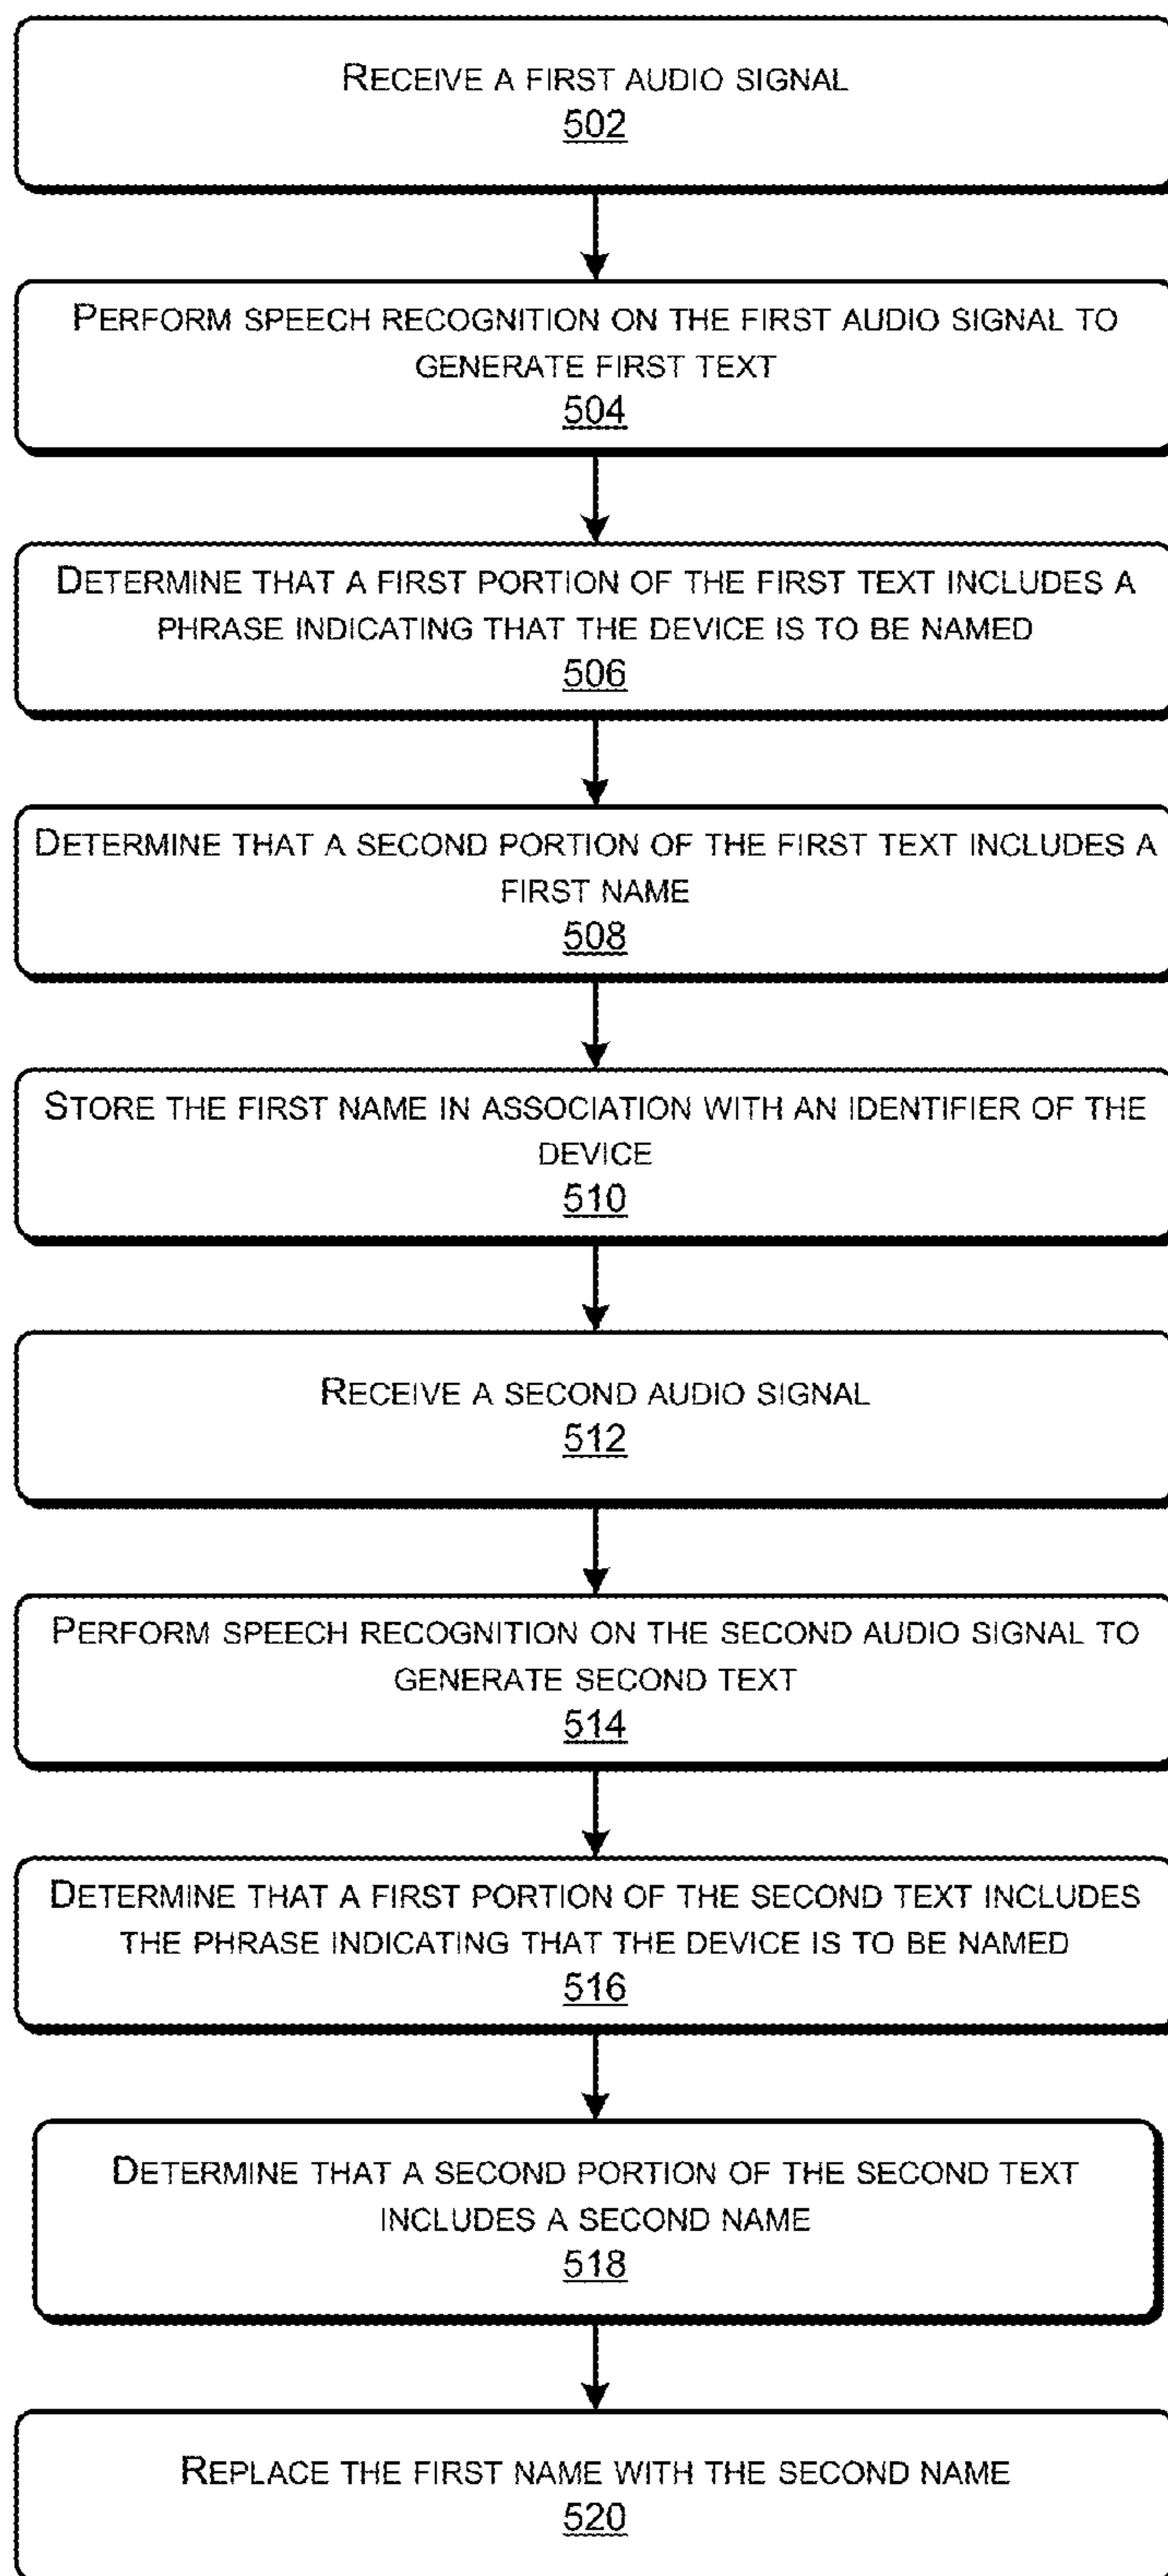 RECEIVE A FIRST AUDIO SIGNAL
502
PERFORM SPEECH RECOGNITION ON THE FIRST AUDIO SIGNAL TO
GENERATE FIRST TEXT
504
DETERMINE THAT A FIRST PORTION OF THE FIRST TEXT INCLUDES A
PHRASE INDICATING THAT THE DEVICE IS TO BE NAMED
506
DETERMINE THAT A SECOND PORTION OF THE FIRST TEXT INCLUDES A
FIRST NAME
508
STORE THE FIRST NAME IN ASSOCIATION WITH AN IDENTIFIER OF THE
DEVICE
510
RECEIVE A SECOND AUDIO SIGNAL
512
PERFORM SPEECH RECOGNITION ON THE SECOND AUDIO SIGNAL TO
GENERATE SECOND TEXT
514
DETERMINE THAT A FIRST PORTION OF THE SECOND TEXT INCLUDES
THE PHRASE INDICATING THAT THE DEVICE IS TO BE NAMED
516
DETERMINE THAT A SECOND PORTION OF THE SECOND TEXT
INCLUDES A SECOND NAME
518
REPLACE THE FIRST NAME WITH THE SECOND NAME
520